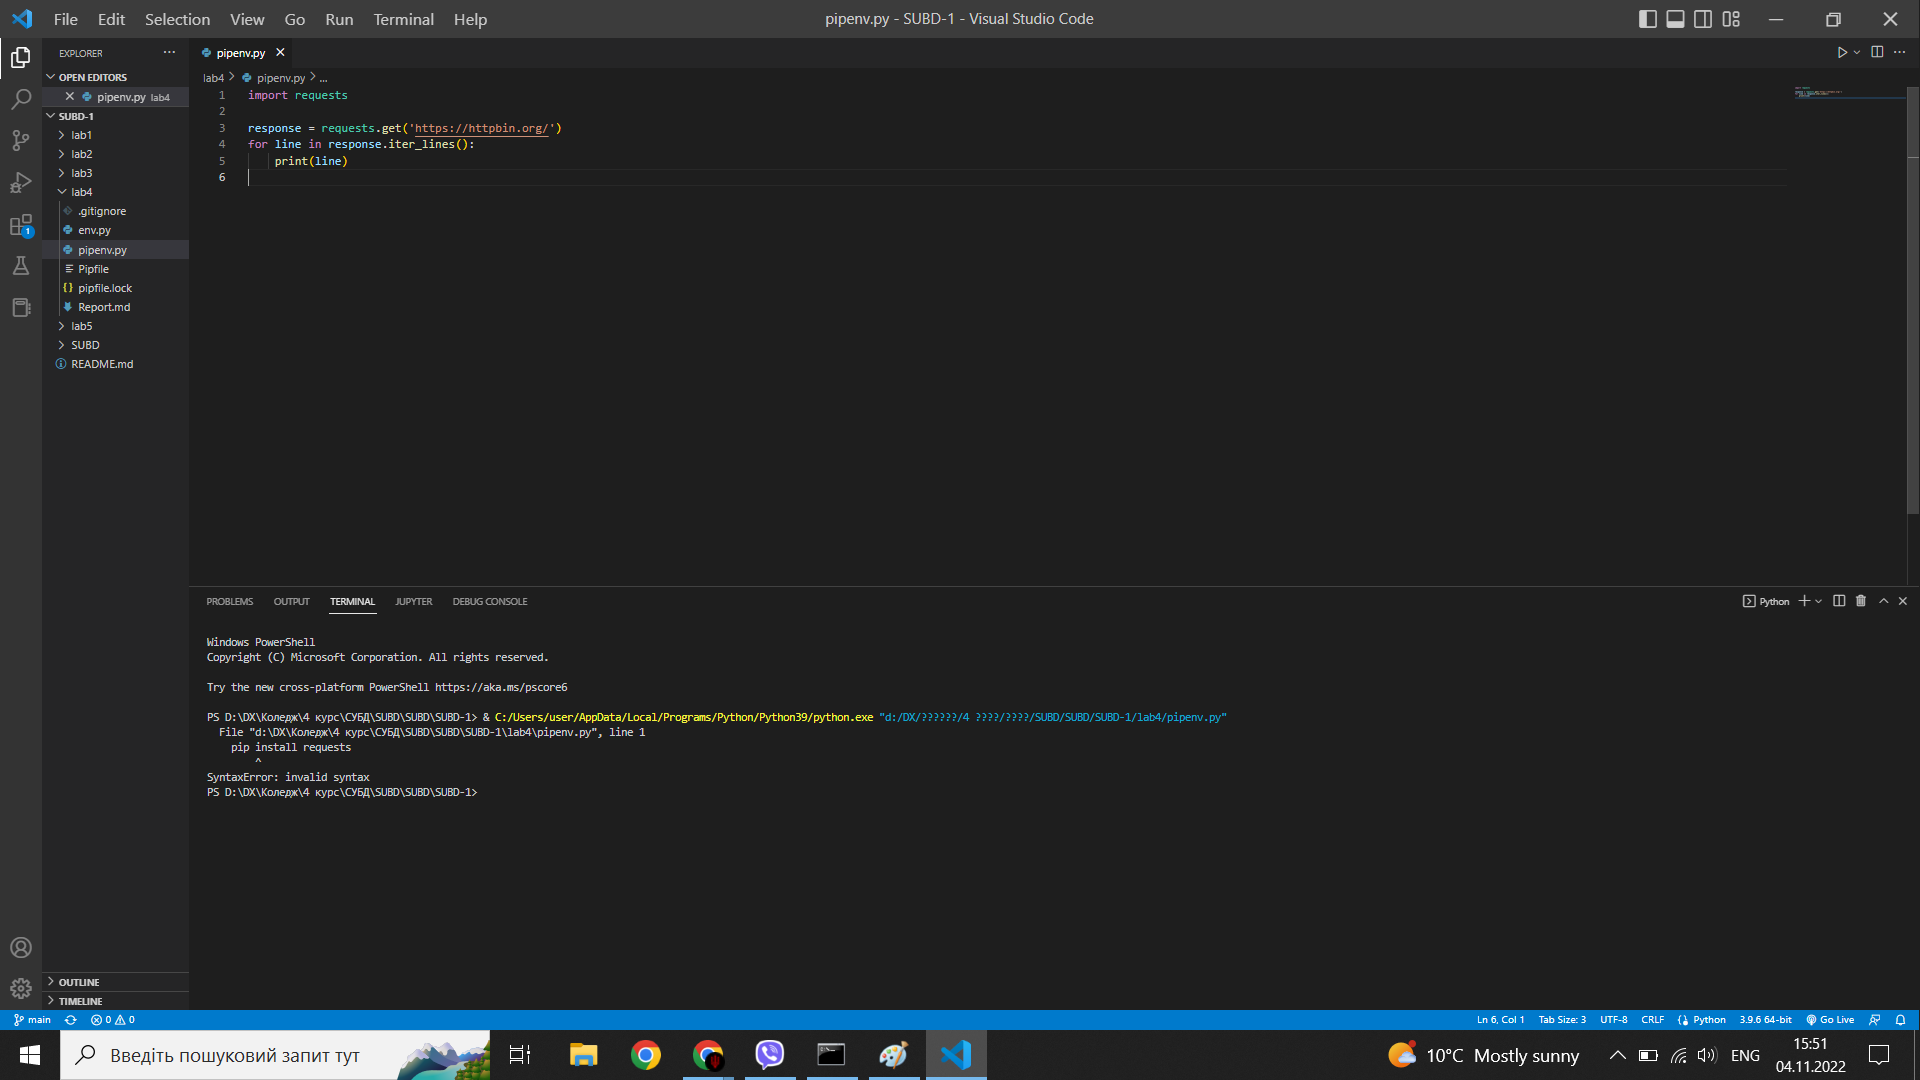 File Edit Selection View Go Run Terminal Help
pipenv.py - SUBD-1 - Visual Studio Code
EXPLORER
OPEN EDITORS
pipenv.py lab4
SUBD-1
lab1
lab2
lab3
lab4
.gitignore
env.py
pipenv.py
Pipfile
pipfile.lock
Report.md
lab5
SUBD
README.md
OUTLINE
TIMELINE
1
pipenv.py
lab4 > pipenv.py > ...
1 import requests
2
3 response = requests.get('https://httpbin.org/')
4 for line in response.iter_lines():
5 print(line)
6
PROBLEMS OUTPUT TERMINAL JUPYTER DEBUG CONSOLE
Python
Windows PowerShell
Copyright (C) Microsoft Corporation. All rights reserved.
Try the new cross-platform PowerShell https://aka.ms/pscore6
PS D:\DX\Коледж\4 курс\СУБД\SUBD\SUBD\SUBD-1> & C:/Users/user/AppData/Local/Programs/Python/Python39/python.exe "d:/DX/??????/4 ????/????/SUBD/SUBD/SUBD-1/lab4/pipenv.py"
File "d:\DX\Коледж\4 курс\СУБД\SUBD\SUBD\SUBD-1\lab4\pipenv.py", line 1
pip install requests
^
SyntaxError: invalid syntax
PS D:\DX\Коледж\4 курс\СУБД\SUBD\SUBD\SUBD-1>
main 0 0
Ln 6, Col 1 Tab Size: 3 UTF-8 CRLF Python 3.9.6 64-bit Go Live
Введіть пошуковий запит тут
10°C Mostly sunny
ENG
15:51
04.11.2022